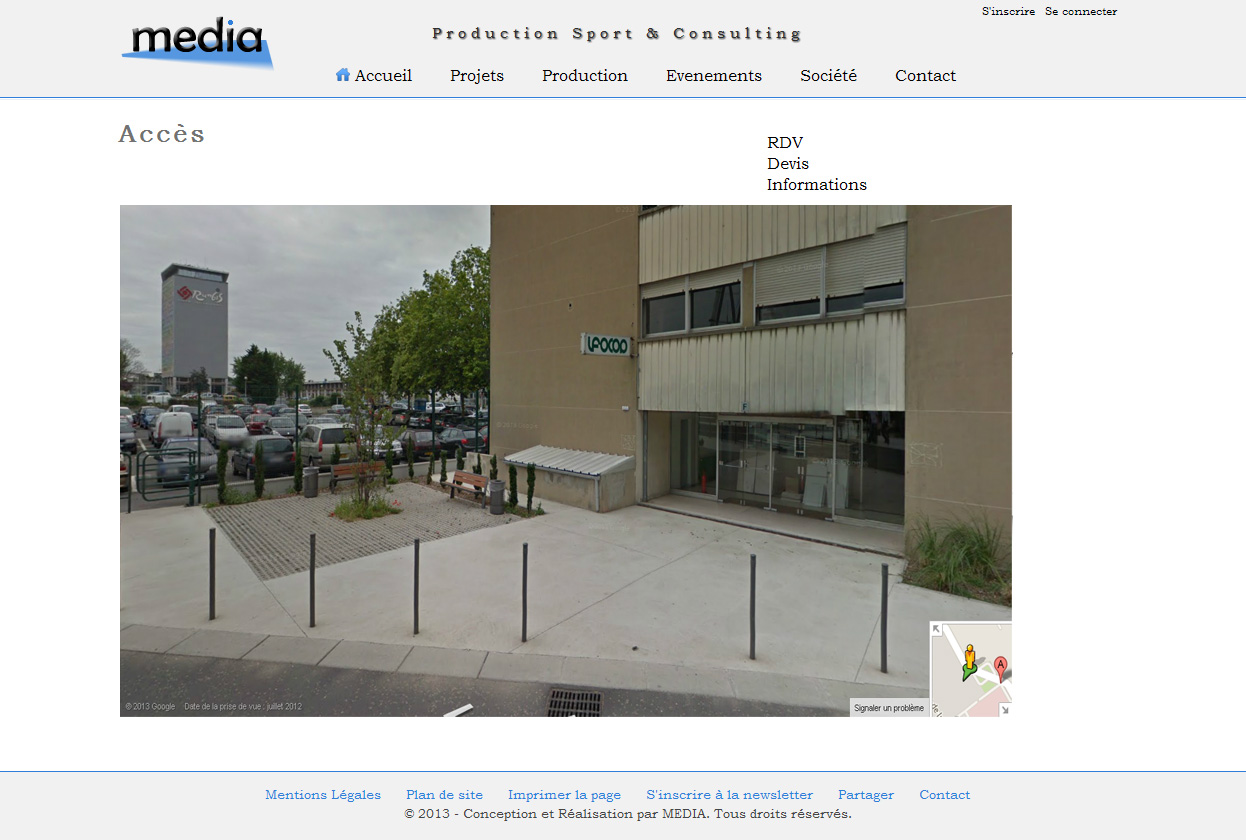 S'inscrire Se connecter
media
Production Sport & Consulting
Accueil Projets Production Evenements Société Contact
Accès
RDV
Devis
Informations
Rungis
F
A
© 2013 Google Date de la prise de vue : juillet 2012
Signaler un problème
Mentions Légales Plan de site Imprimer la page S'inscrire à la newsletter Partager Contact
© 2013 - Conception et Réalisation par MEDIA. Tous droits réservés.